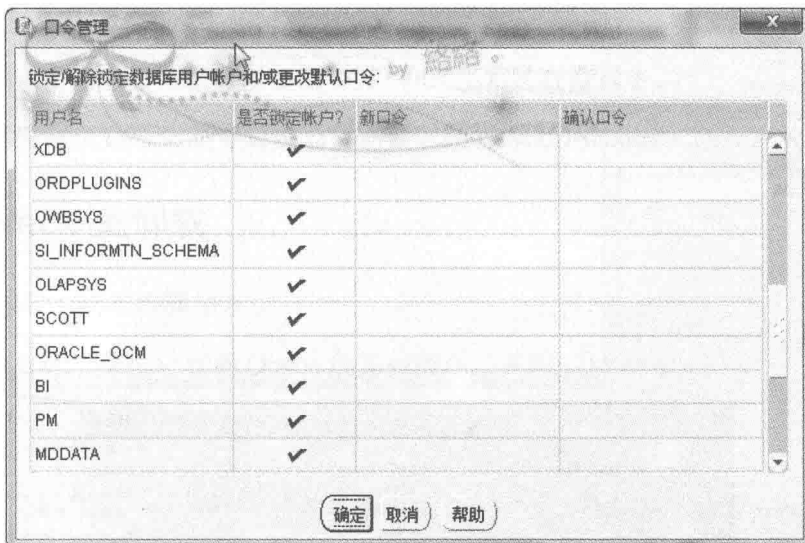 口令管理
by 絡絡。
锁定/解除锁定数据库用户帐户和/或更改默认口令:
用户名 是否锁定帐户? 新口令 确认口令
XDB
ORDPLUGINS
OWBSYS
SI_INFORMTN_SCHEMA
OLAPSYS
SCOTT
ORACLE_OCM
BI
PM
MDDATA
确定 取消 帮助